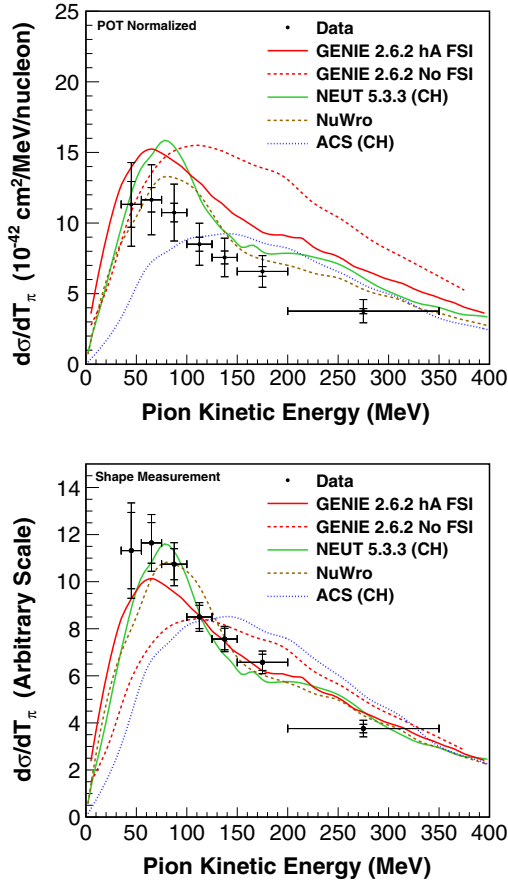 POT Normalized
Data
GENIE 2.6.2 hA FSI
GENIE 2.6.2 No FSI
NEUT 5.3.3 (CH)
NuWro
ACS (CH)
25
20
15
10
5
0
dσ/dTπ (10⁻⁴² cm²/MeV/nucleon)
0 50 100 150 200 250 300 350 400
Pion Kinetic Energy (MeV)
Shape Measurement
Data
GENIE 2.6.2 hA FSI
GENIE 2.6.2 No FSI
NEUT 5.3.3 (CH)
NuWro
ACS (CH)
14
12
10
8
6
4
2
0
dσ/dTπ (Arbitrary Scale)
0 50 100 150 200 250 300 350 400
Pion Kinetic Energy (MeV)